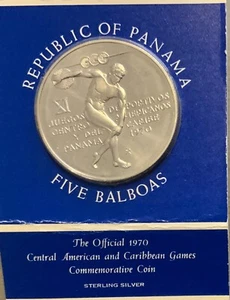 REPUBLIC OF PANAMA
XI
JUEGOS DEPORTIVOS
CENTRO AMERICANOS
Y DEL CARIBE
PANAMA 1970
FIVE BALBOAS
The Official 1970
Central American and Caribbean Games
Commemorative Coin
STERLING SILVER